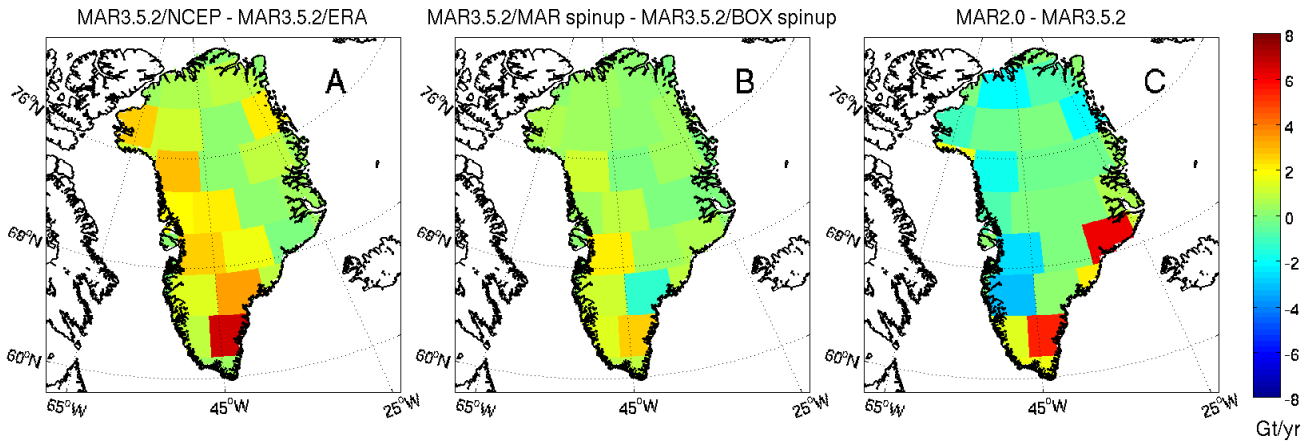 MAR3.5.2/NCEP - MAR3.5.2/ERA
MAR3.5.2/MAR spinup - MAR3.5.2/BOX spinup
MAR2.0 - MAR3.5.2
A
B
C
76°N
68°N
60°N
65°W
45°W
25°W
76°N
68°N
60°N
65°W
45°W
25°W
76°N
68°N
60°N
65°W
45°W
25°W
8
6
4
2
0
-2
-4
-6
-8
Gt/yr